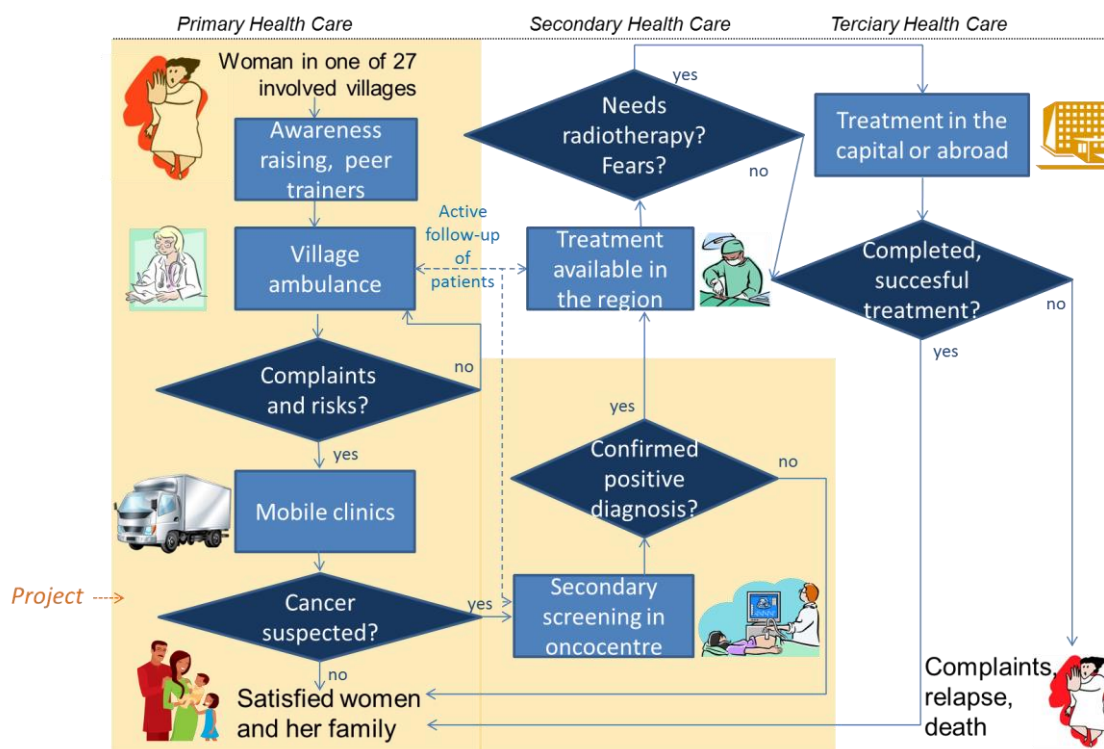 Primary Health Care
Secondary Health Care
Terciary Health Care
Woman in one of 27
involved villages
Awareness
raising, peer
trainers
Village
ambulance
Active
follow-up
of
patients
no
Complaints
and risks?
yes
Mobile clinics
Project
Cancer
suspected?
yes
no
Satisfied women
and her family
Secondary
screening in
oncocentre
Confirmed
positive
diagnosis?
yes
no
Treatment
available in
the region
Needs
radiotherapy?
Fears?
yes
no
Treatment in the
capital or abroad
Completed,
succesful
treatment?
no
yes
Complaints,
relapse,
death